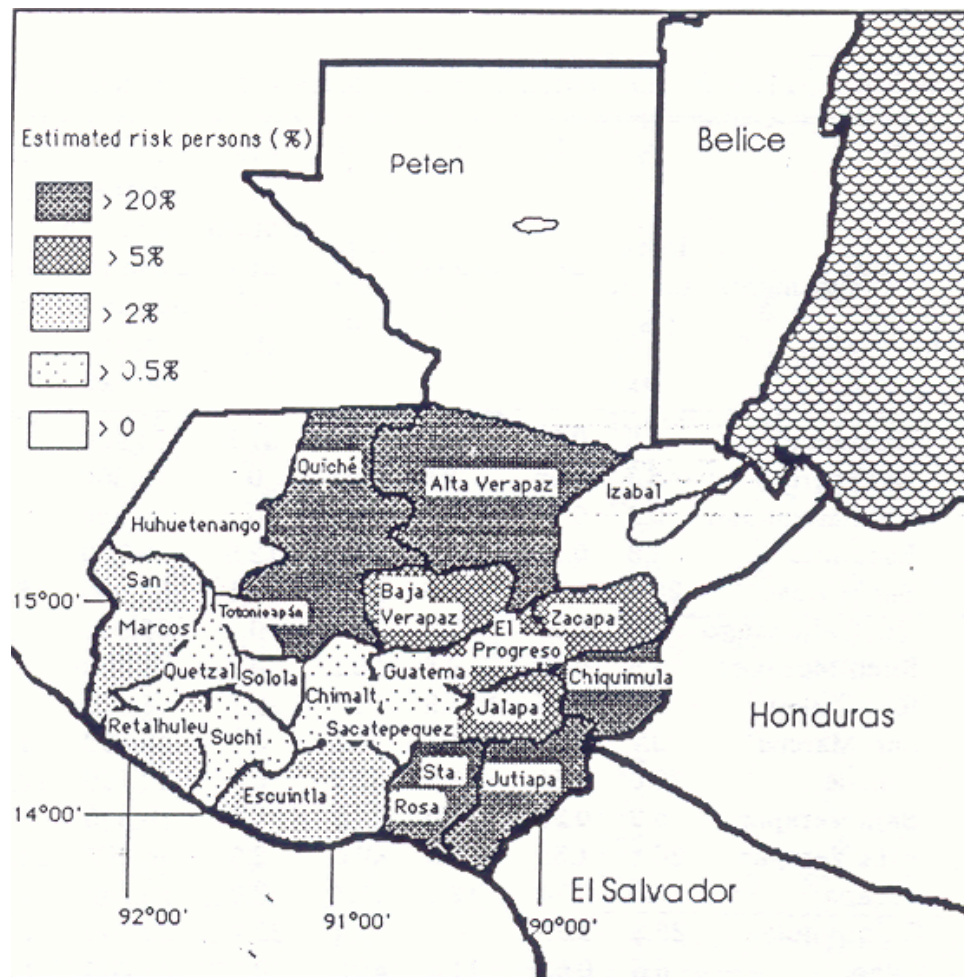 Estimated risk persons (%)
> 20%
> 5%
> 2%
> 0.5%
> 0
Peten
Belice
Quiché
Alta Verapaz
Izabal
Huhuetenango
San
Marcos
15°00'
Totonicapán
Baja
Verapaz
Zacapa
El
Progreso
Quetzal
Solola
Guatema
Chiquimula
Chimalt
Jalapa
Retalhuleu
Suchi
Sacatepequez
Honduras
Sta.
Rosa
Jutiapa
Escuintla
14°00'
El Salvador
92°00'
91°00'
90°00'